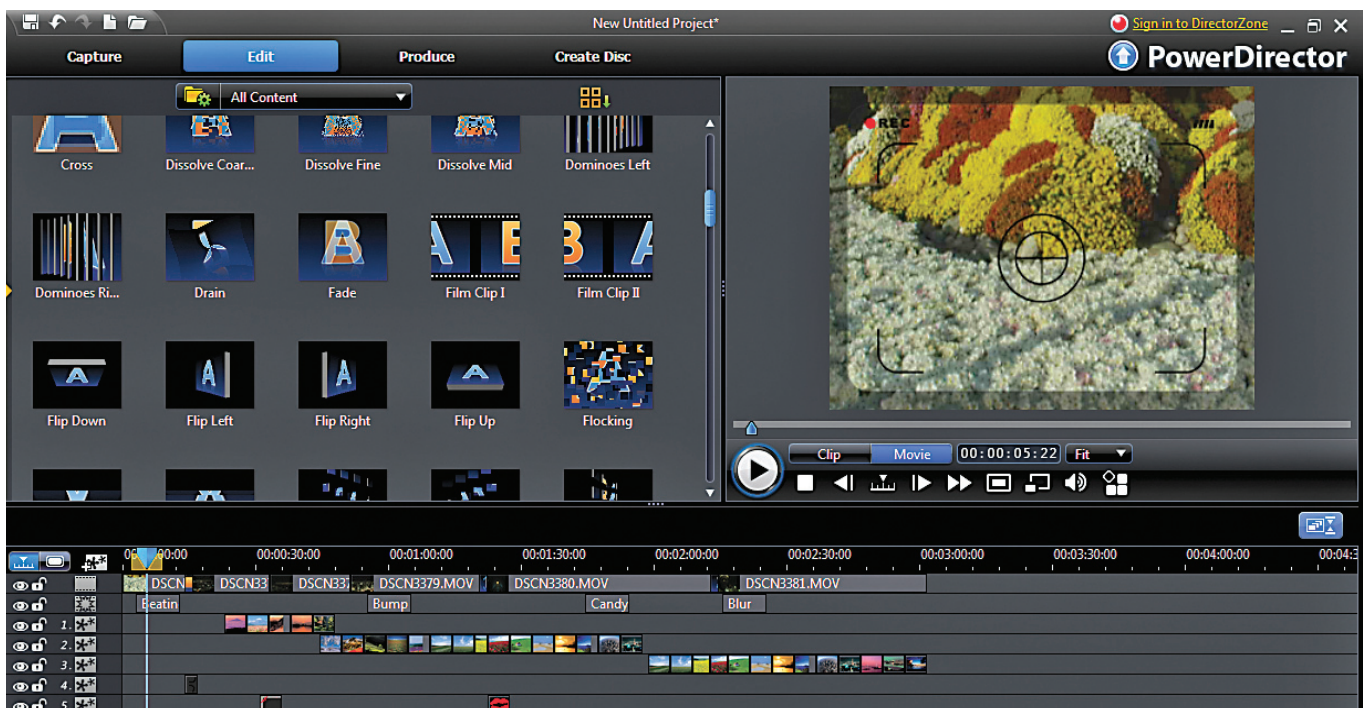 New Untitled Project*
Sign in to DirectorZone
Capture
Edit
Produce
Create Disc
PowerDirector
All Content
Cross
Dissolve Coar...
Dissolve Fine
Dissolve Mid
Dominoes Left
Dominoes Ri...
Drain
Fade
Film Clip I
Film Clip II
Flip Down
Flip Left
Flip Right
Flip Up
Flocking
REC
Clip
Movie
00:00:05:22
Fit
00:00:30:00
00:01:00:00
00:01:30:00
00:02:00:00
00:02:30:00
00:03:00:00
00:03:30:00
00:04:00:00
00:04:3
DSCN
DSCN33
DSCN337
DSCN3379.MOV
DSCN3380.MOV
DSCN3381.MOV
Beatin
Bump
Candy
Blur
1.
2.
3.
4.
5.